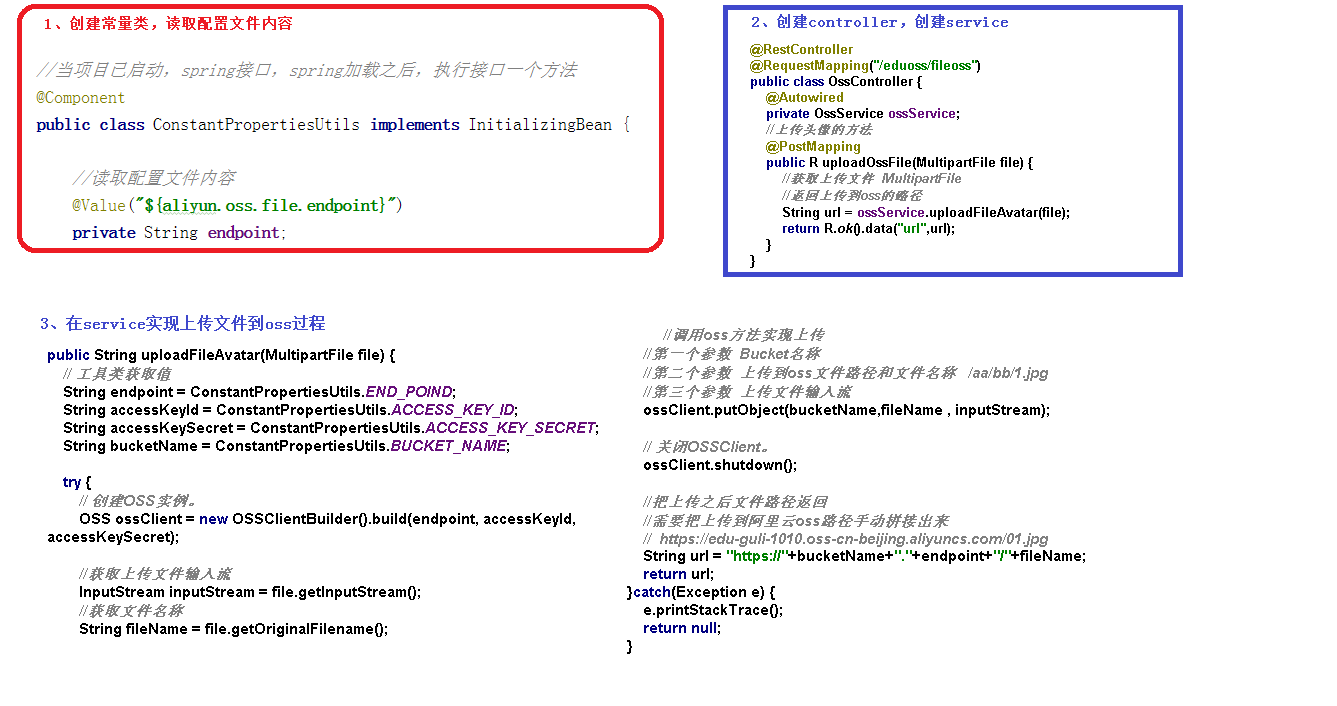 1、创建常量类，读取配置文件内容
//当项目已启动，spring接口，spring加载之后，执行接口一个方法
@Component
public class ConstantPropertiesUtils implements InitializingBean {
//读取配置文件内容
@Value("${aliyun.oss.file.endpoint}")
private String endpoint;
2、创建controller，创建service
@RestController
@RequestMapping("/eduoss/fileoss")
public class OssController {
@Autowired
private OssService ossService;
//上传头像的方法
@PostMapping
public R uploadOssFile(MultipartFile file) {
//获取上传文件 MultipartFile
//返回上传到oss的路径
String url = ossService.uploadFileAvatar(file);
return R.ok().data("url",url);
}
}
3、在service实现上传文件到oss过程
public String uploadFileAvatar(MultipartFile file) {
// 工具类获取值
String endpoint = ConstantPropertiesUtils.END_POIND;
String accessKeyId = ConstantPropertiesUtils.ACCESS_KEY_ID;
String accessKeySecret = ConstantPropertiesUtils.ACCESS_KEY_SECRET;
String bucketName = ConstantPropertiesUtils.BUCKET_NAME;
try {
// 创建OSS实例。
OSS ossClient = new OSSClientBuilder().build(endpoint, accessKeyId,
accessKeySecret);
//获取上传文件输入流
InputStream inputStream = file.getInputStream();
//获取文件名称
String fileName = file.getOriginalFilename();
//调用oss方法实现上传
//第一个参数 Bucket名称
//第二个参数 上传到oss文件路径和文件名称 /aa/bb/1.jpg
//第三个参数 上传文件输入流
ossClient.putObject(bucketName,fileName , inputStream);
// 关闭OSSClient。
ossClient.shutdown();
//把上传之后文件路径返回
//需要把上传到阿里云oss路径手动拼接出来
// https://edu-guli-1010.oss-cn-beijing.aliyuncs.com/01.jpg
String url = "https://"+bucketName+"."+endpoint+"/"+fileName;
return url;
}catch(Exception e) {
e.printStackTrace();
return null;
}